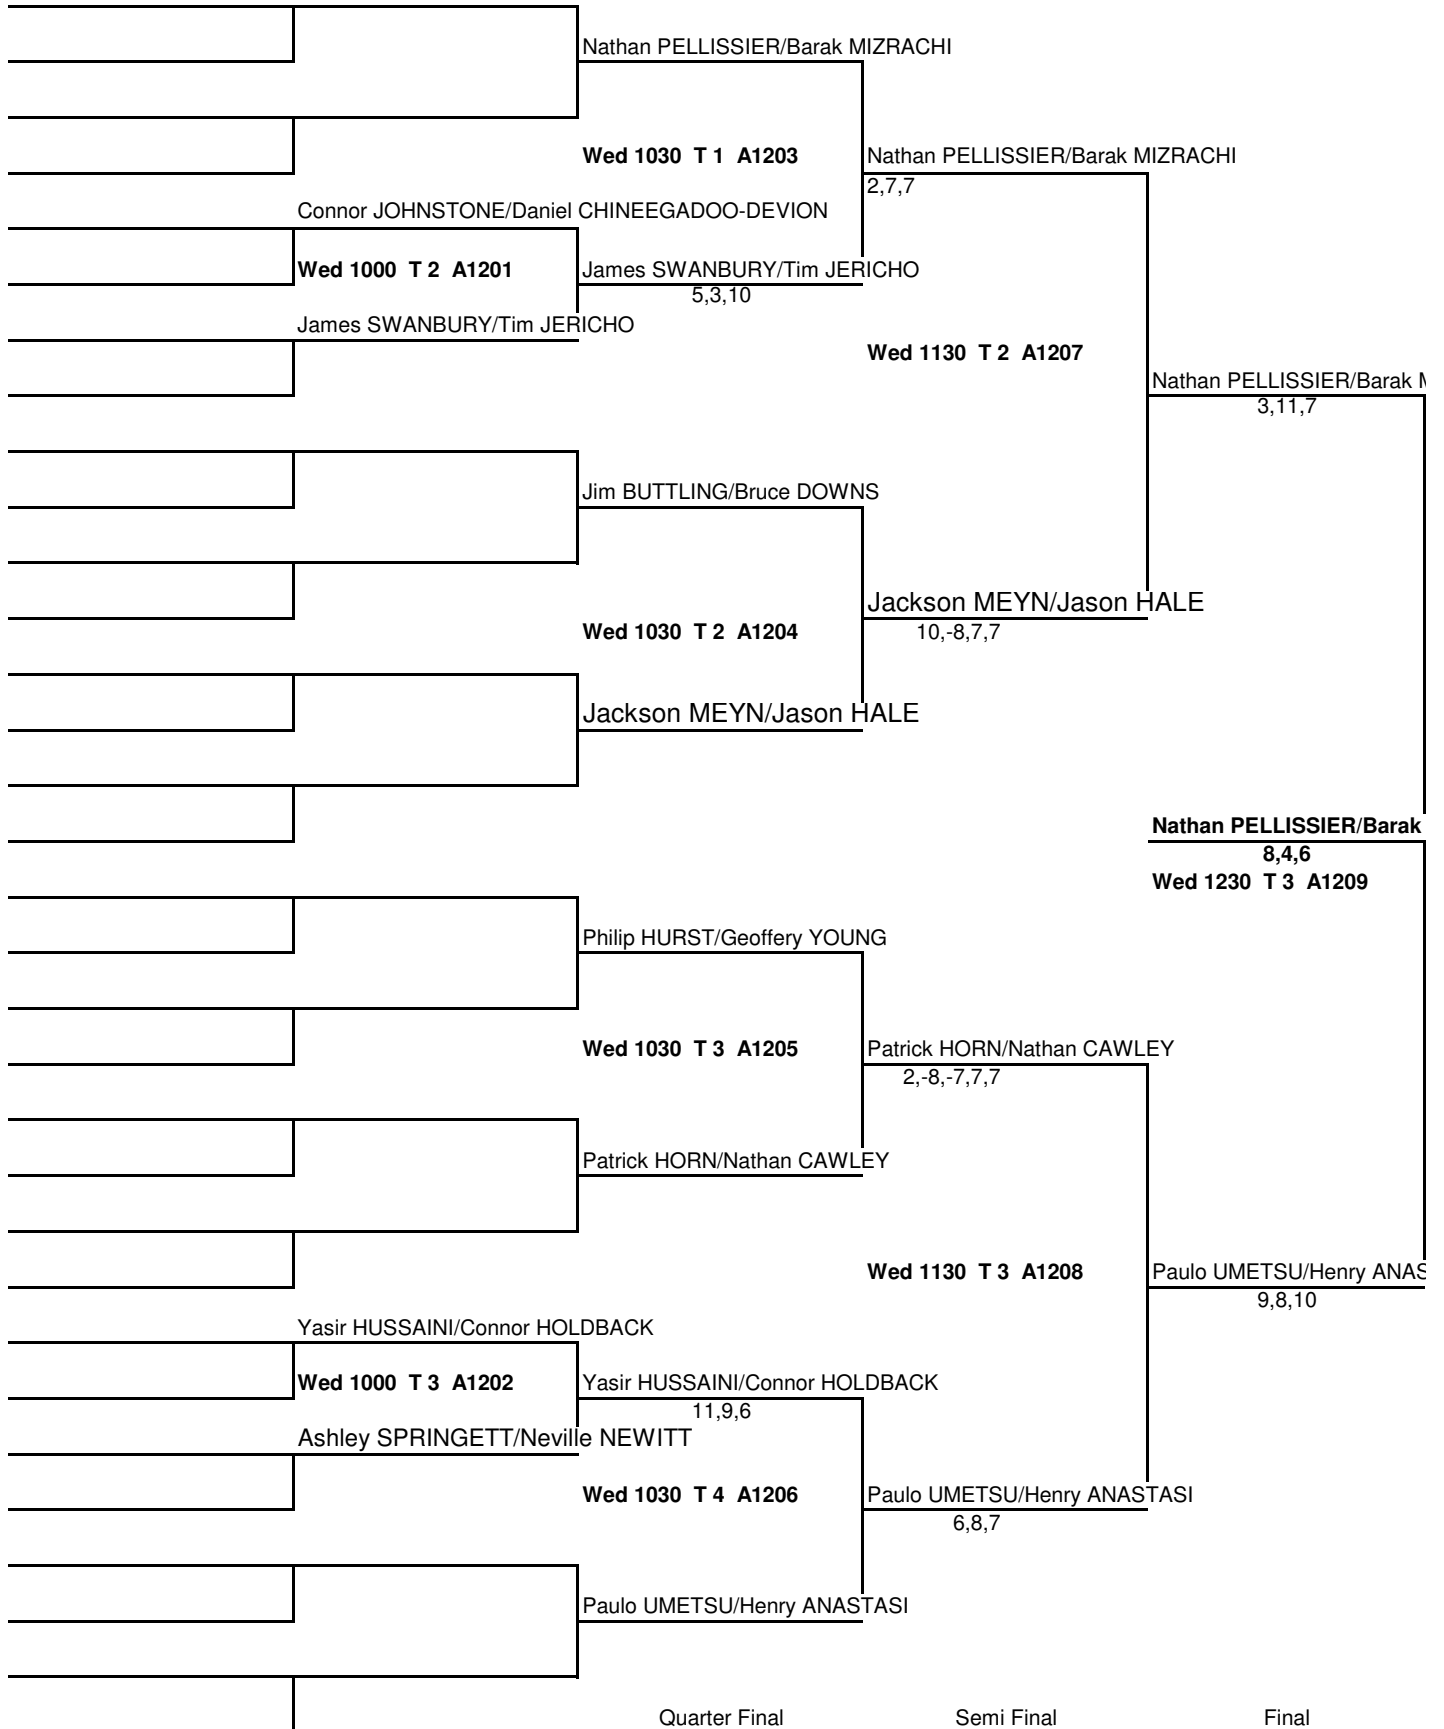 Nathan PELLISSIER/Barak MIZRACHI
Wed 1030 T 1 A1203
Nathan PELLISSIER/Barak MIZRACHI
2,7,7
Connor JOHNSTONE/Daniel CHINEEGADOO-DEVION
Wed 1000 T 2 A1201
James SWANBURY/Tim JERICHO
5,3,10
James SWANBURY/Tim JERICHO
Wed 1130 T 2 A1207
Nathan PELLISSIER/Barak
3,11,7
Jim BUTTLING/Bruce DOWNS
Jackson MEYN/Jason HALE
Wed 1030 T 2 A1204
10,-8,7,7
Jackson MEYN/Jason HALE
Nathan PELLISSIER/Barak
8,4,6
Wed 1230 T 3 A1209
Philip HURST/Geoffery YOUNG
Wed 1030 T 3 A1205
Patrick HORN/Nathan CAWLEY
2,-8,-7,7,7
Patrick HORN/Nathan CAWLEY
Wed 1130 T 3 A1208
Paulo UMETSU/Henry ANAS
9,8,10
Yasir HUSSAINI/Connor HOLDBACK
Wed 1000 T 3 A1202
Yasir HUSSAINI/Connor HOLDBACK
11,9,6
Ashley SPRINGETT/Neville NEWITT
Wed 1030 T 4 A1206
Paulo UMETSU/Henry ANASTASI
6,8,7
Paulo UMETSU/Henry ANASTASI
Quarter Final
Semi Final
Final